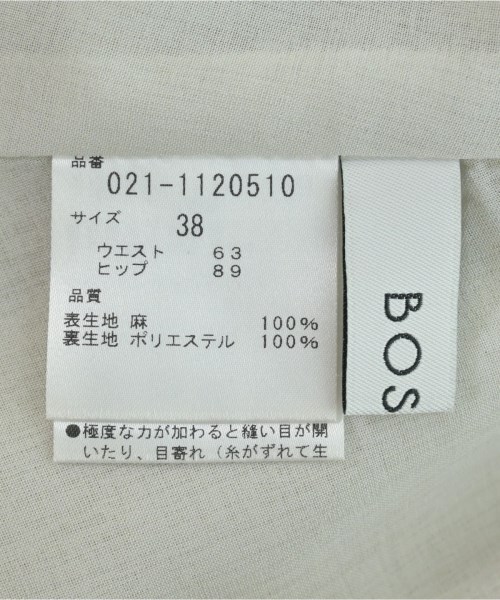 品番
021-1120510
サイズ 38
ウエスト 63
ヒップ 89
品質
表生地 麻 100%
裏生地 ポリエステル 100%
●極度な力が加わると縫い目が開
いたり、目寄れ（糸がずれて生
BOS